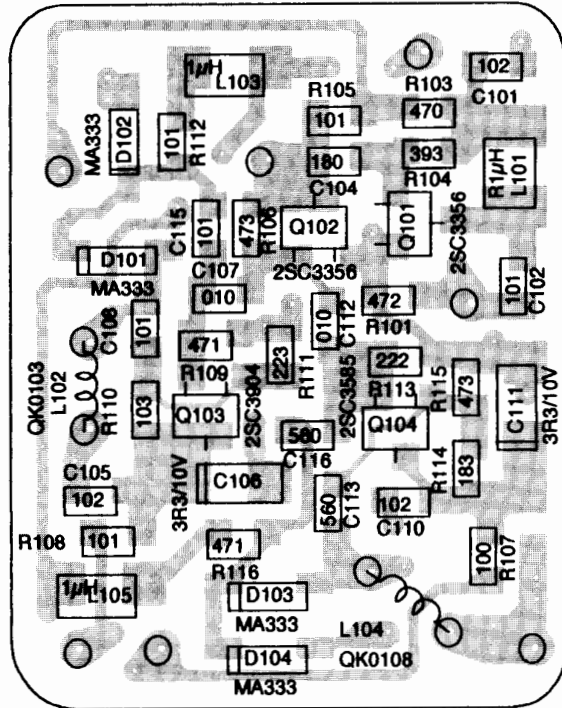 1µH
L103
102
C101
R103
470
R105
101
MA333
D102
101
R112
180
C104
393
R104
R1µH
L101
C115
101
473
R106
Q102
2SC3356
Q101
2SC3356
D101
MA333
C107
010
C108
101
010
C112
472
R101
101
C102
QK0103
L102
R110
103
471
R109
223
R111
2SC3585
222
R115
473
C111
3R3/10V
Q103
2SC3904
560
C116
Q104
C105
102
3R3/10V
C106
560
C113
102
C110
R114
183
R108
101
471
R116
100
R107
1µH
L105
D103
MA333
L104
QK0108
D104
MA333